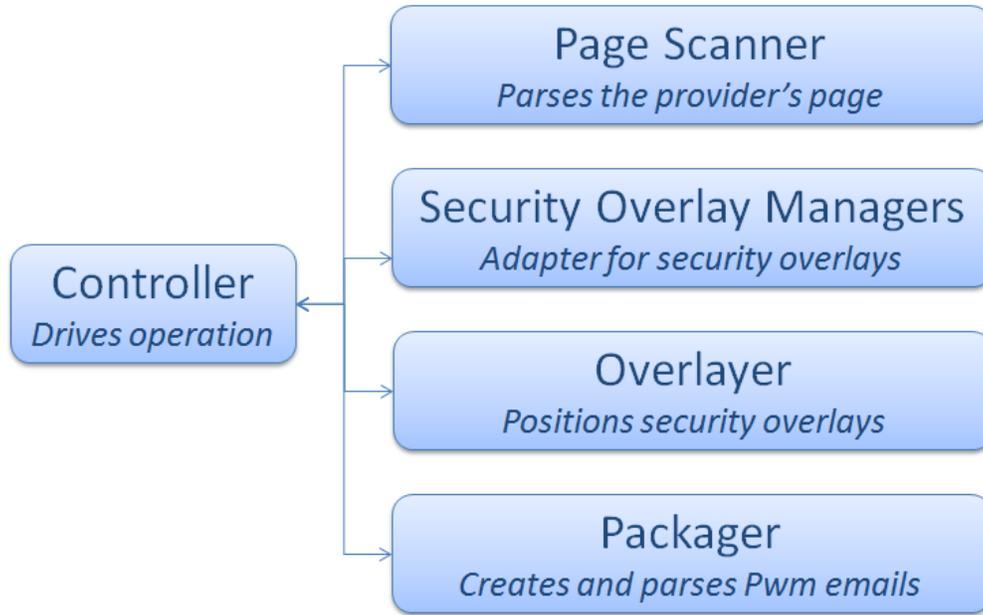 Page Scanner
Parses the provider's page
Security Overlay Managers
Adapter for security overlays
Controller
Drives operation
Overlayer
Positions security overlays
Packager
Creates and parses Pwm emails